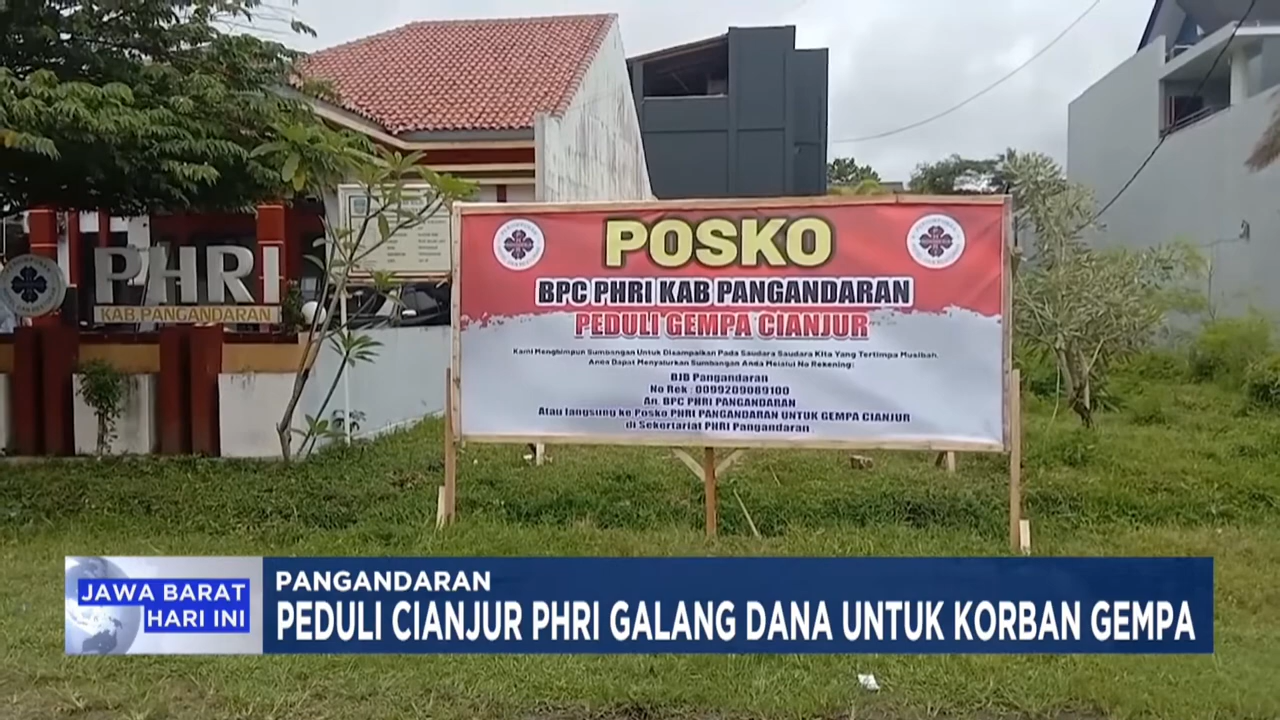 POSKO
BPC PHRI KAB PANGANDARAN
PEDULI GEMPA CIANJUR
Kami Menghimpun Sumbangan Untuk Disampaikan Pada Saudara Saudara Kita Yang Tertimpa Musibah.
Anda Dapat Menyalurkan Sumbangan Anda Melalui No Rekening:
BJB Pangandaran
No Rek : 0099209089100
An. BPC PHRI PANGANDARAN
Atau langsung ke Posko PHRI PANGANDARAN UNTUK GEMPA CIANJUR
di Sekertariat PHRI Pangandaran
PHRI
KAB PANGANDARAN
JAWA BARAT
HARI INI
PANGANDARAN
PEDULI CIANJUR PHRI GALANG DANA UNTUK KORBAN GEMPA